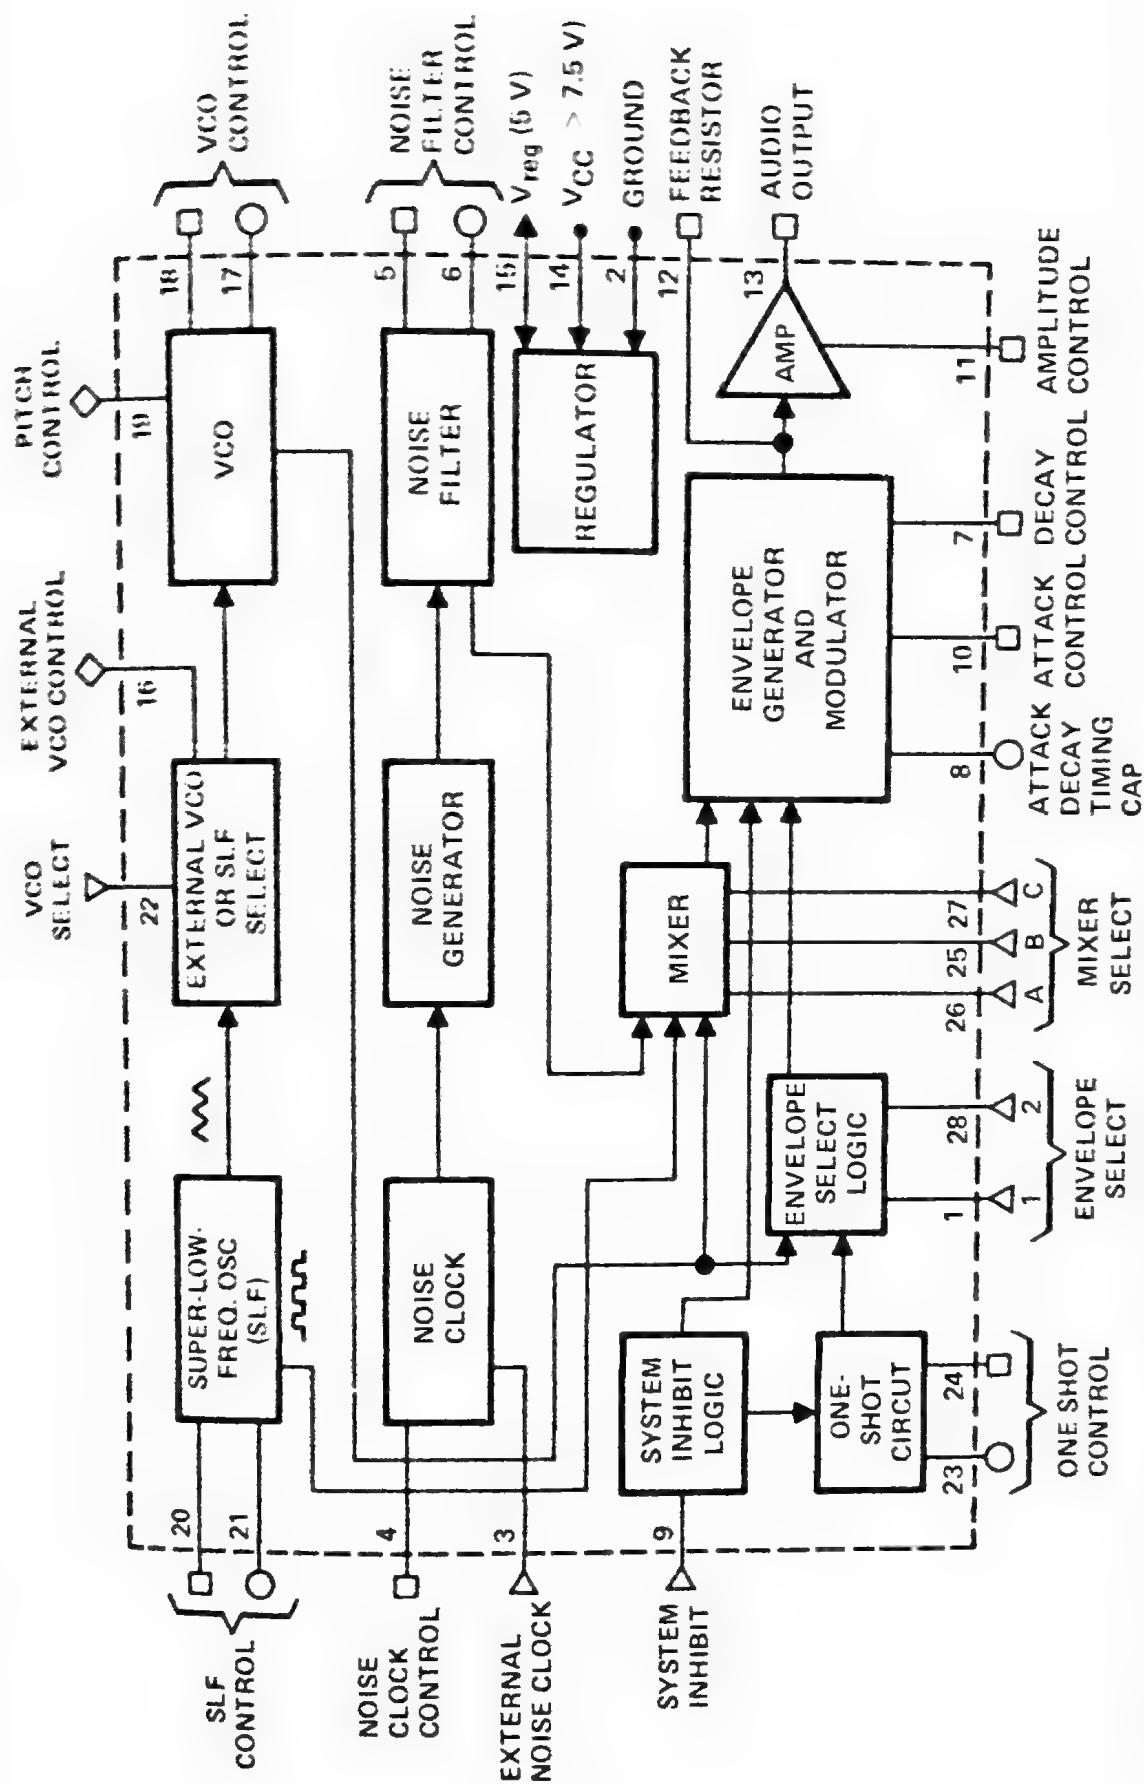 PITCH
CONTROL
EXTERNAL
VCO CONTROL
VCO
SELECT
19
16
22
SLF
CONTROL
20
21
SUPER-LOW-
FREQ. OSC
(SLF)
EXTERNAL VCO
OR SLF
SELECT
VCO
18
17
VCO
CONTROL
NOISE
CLOCK
CONTROL
4
EXTERNAL
NOISE CLOCK
3
NOISE
CLOCK
NOISE
GENERATOR
NOISE
FILTER
5
6
NOISE
FILTER
CONTROL
REGULATOR
15
Vreg (5 V)
14
VCC > 7.5 V)
2
GROUND
SYSTEM
INHIBIT
9
SYSTEM
INHIBIT
LOGIC
MIXER
ENVELOPE
GENERATOR
AND
MODULATOR
12
FEEDBACK
RESISTOR
AMP
13
AUDIO
OUTPUT
ONE-
SHOT
CIRCUT
ENVELOPE
SELECT
LOGIC
23
24
1
28
26
25
27
8
10
7
11
1
2
A
B
C
ONE SHOT
CONTROL
ENVELOPE
SELECT
MIXER
SELECT
ATTACK
DECAY
TIMING
CAP
ATTACK
CONTROL
DECAY
CONTROL
AMPLITUDE
CONTROL